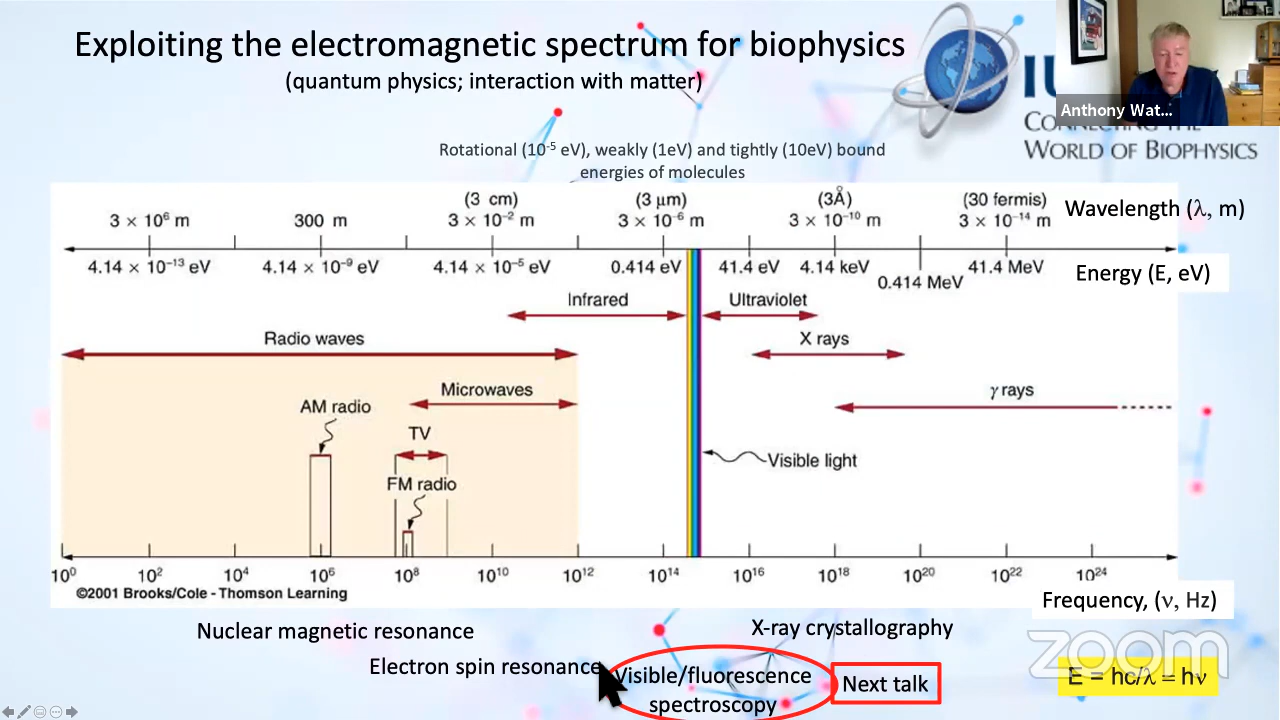 Exploiting the electromagnetic spectrum for biophysics
(quantum physics; interaction with matter)
Anthony Wat...
CONNECTING THE
WORLD OF BIOPHYSICS
Rotational (10⁻⁵ eV), weakly (1eV) and tightly (10eV) bound
energies of molecules
(3 cm) (3 μm) (3Å) (30 fermis)
3 × 10⁶ m 300 m 3 × 10⁻² m 3 × 10⁻⁶ m 3 × 10⁻¹⁰ m 3 × 10⁻¹⁴ m Wavelength (λ, m)
4.14 × 10⁻¹³ eV 4.14 × 10⁻⁹ eV 4.14 × 10⁻⁵ eV 0.414 eV 41.4 eV 4.14 keV 0.414 MeV 41.4 MeV Energy (E, eV)
Infrared Ultraviolet
Radio waves X rays
Microwaves γ rays
AM radio
TV
Visible light
FM radio
10⁰ 10² 10⁴ 10⁶ 10⁸ 10¹⁰ 10¹² 10¹⁴ 10¹⁶ 10¹⁸ 10²⁰ 10²² 10²⁴
©2001 Brooks/Cole - Thomson Learning
Frequency, (ν, Hz)
Nuclear magnetic resonance X-ray crystallography
Electron spin resonance
Visible/fluorescence
spectroscopy
Next talk
zoom
E = hc/λ = hν